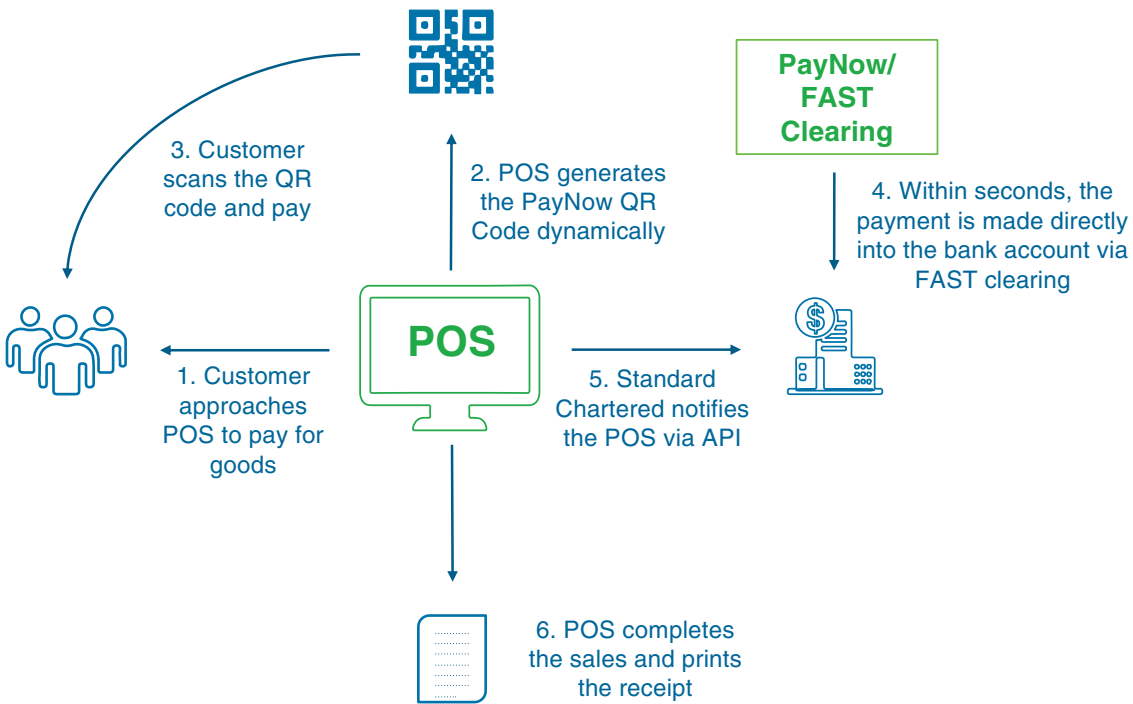 PayNow/
FAST
Clearing
3. Customer
scans the QR
code and pay
2. POS generates
the PayNow QR
Code dynamically
4. Within seconds, the
payment is made directly
into the bank account via
FAST clearing
POS
$
1. Customer
approaches
POS to pay for
goods
5. Standard
Chartered notifies
the POS via API
6. POS completes
the sales and prints
the receipt